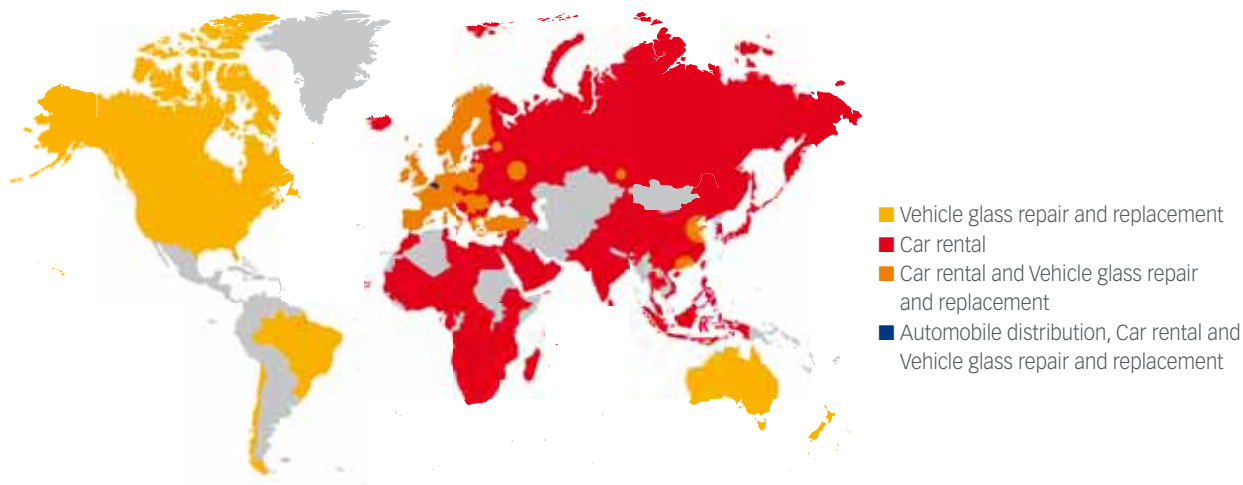 Vehicle glass repair and replacement
Car rental
Car rental and Vehicle glass repair
and replacement
Automobile distribution, Car rental and
Vehicle glass repair and replacement